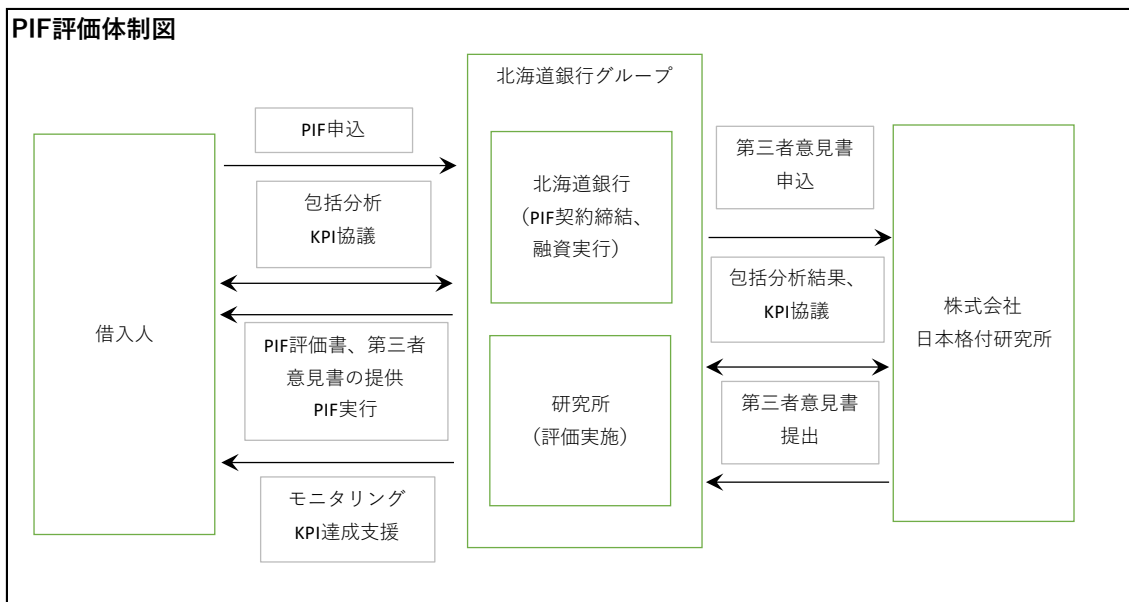 PIF評価体制図
北海道銀行グループ
PIF申込
包括分析
KPI協議
借入人
PIF評価書、第三者
意見書の提供
PIF実行
モニタリング
KPI達成支援
北海道銀行
（PIF契約締結、
融資実行）
研究所
（評価実施）
第三者意見書
申込
包括分析結果、
KPI協議
第三者意見書
提出
株式会社
日本格付研究所